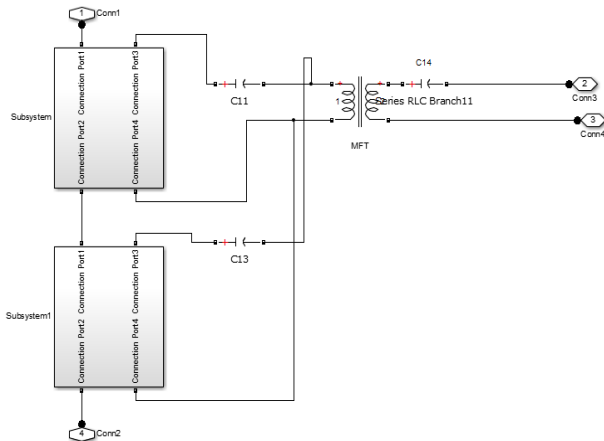 1
Conn1
Connection Port1
Connection Port3
Connection Port2
Connection Port4
Subsystem
C11
C14
1
2
Series RLC Branch11
MFT
2
Conn3
3
Conn4
C13
Connection Port1
Connection Port3
Connection Port2
Connection Port4
Subsystem1
4
Conn2